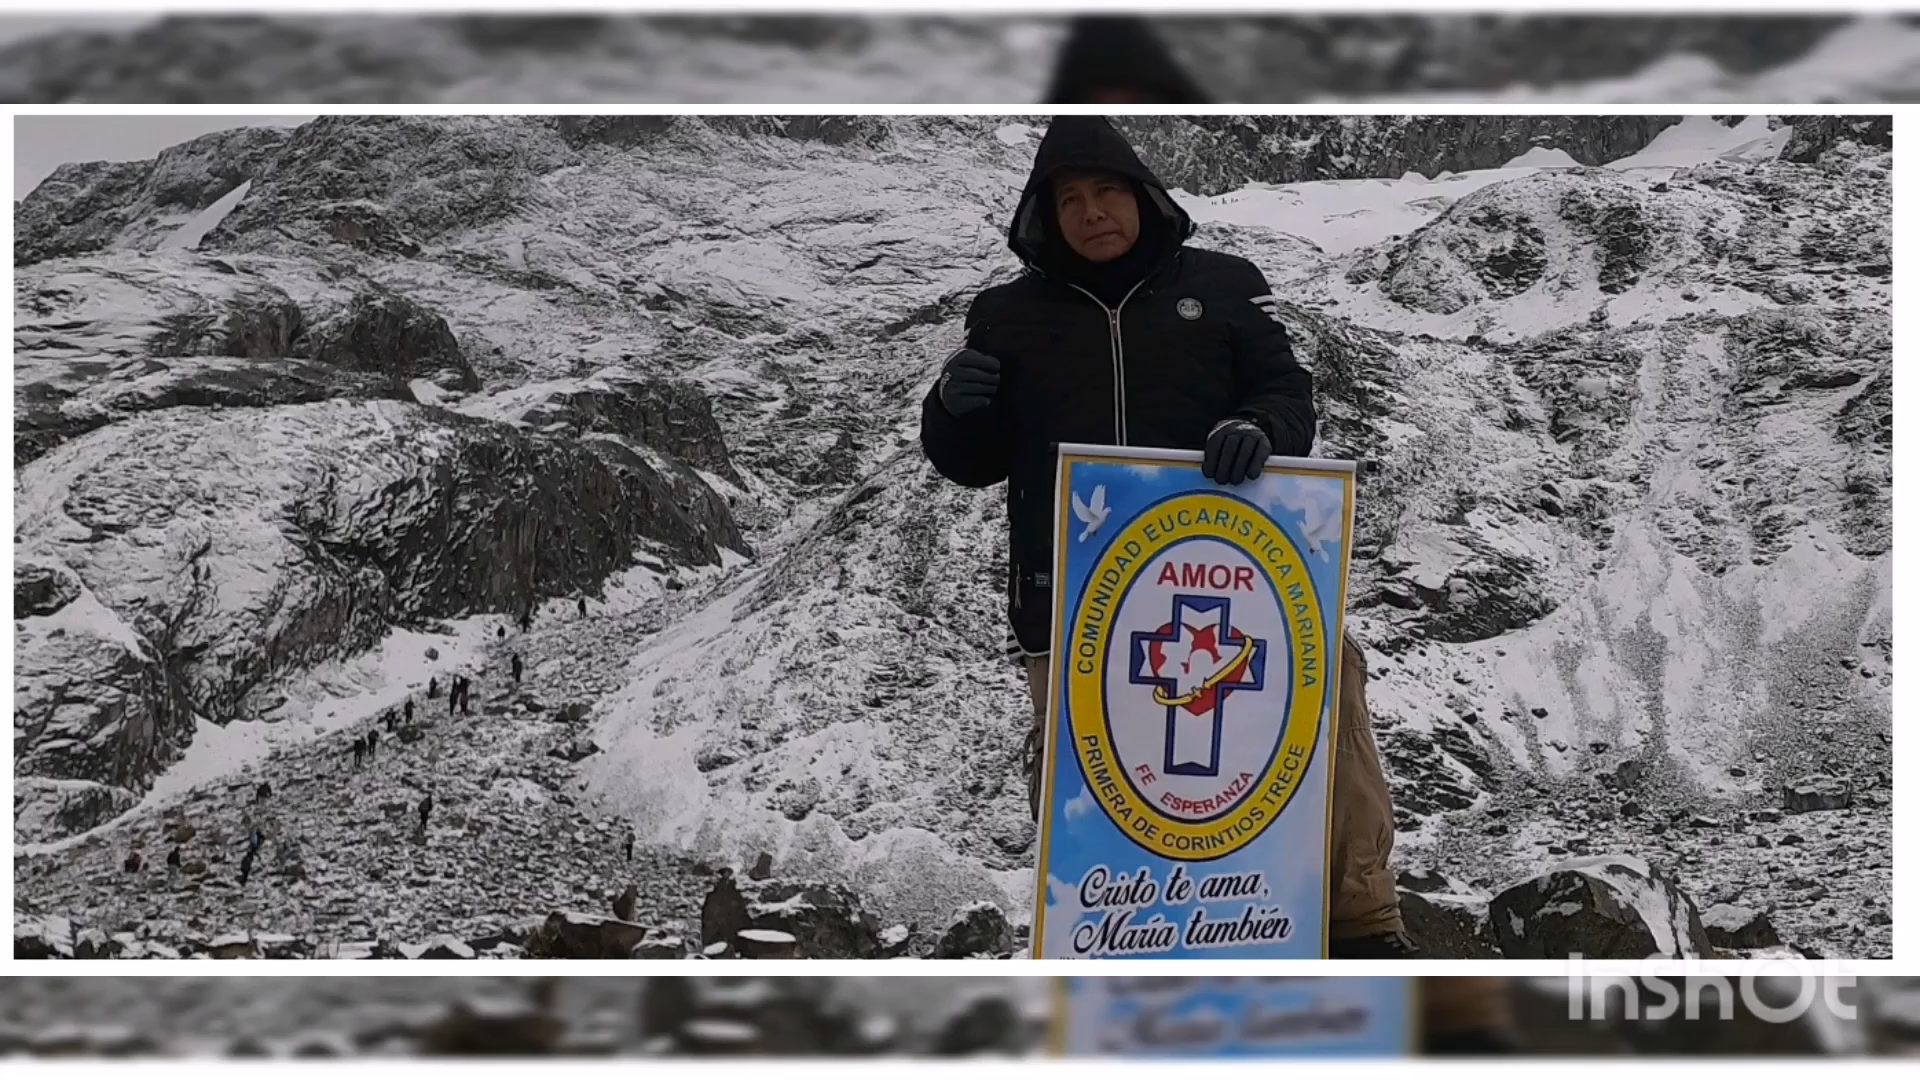 COMUNIDAD EUCARISTICA MARIANA
AMOR
FE ESPERANZA
PRIMERA DE CORINTIOS TRECE
Cristo te ama,
María también
InShOt